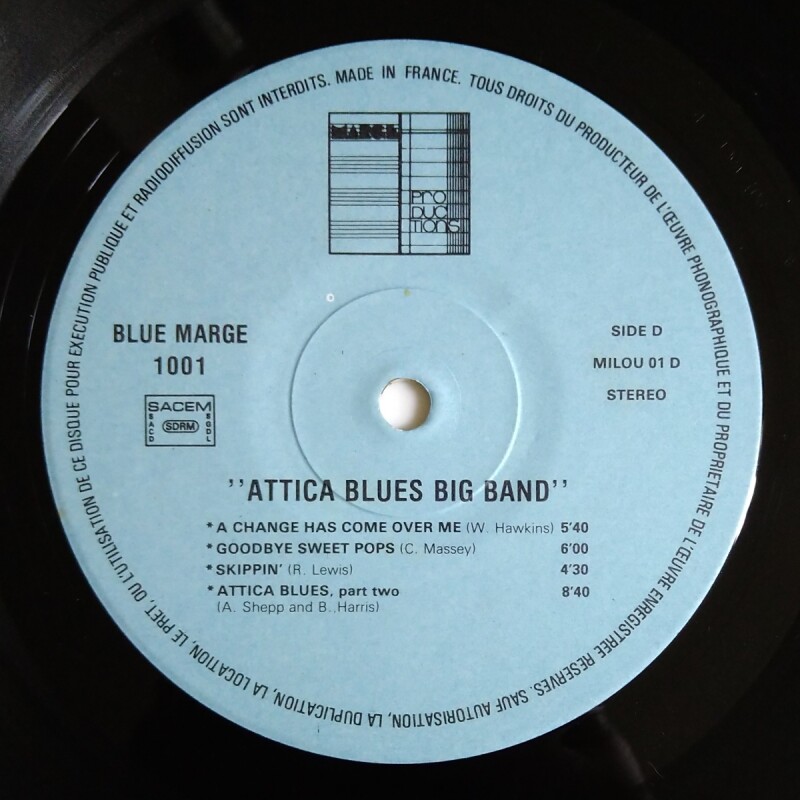 TOUS DROITS DU PRODUCTEUR DE L'ŒUVRE PHONOGRAPHIQUE ET DU PROPRIETAIRE DE L'ŒUVRE ENREGISTREE RESERVES. SAUF AUTORISATION, LA DUPLICATION, LA LOCATION, LE PRET, OU L'UTILISATION DE CE DISQUE POUR EXECUTION PUBLIQUE ET RADIODIFFUSION SONT INTERDITS. MADE IN FRANCE.
MARGE
PRO
DUC
TIONS
BLUE MARGE
1001
SACEM
SACD
SDRM
SGDL
SIDE D
MILOU 01 D
STEREO
''ATTICA BLUES BIG BAND''
* A CHANGE HAS COME OVER ME (W. Hawkins) 5'40
* GOODBYE SWEET POPS (C. Massey) 6'00
* SKIPPIN' (R. Lewis) 4'30
* ATTICA BLUES, part two 8'40
(A. Shepp and B. Harris)